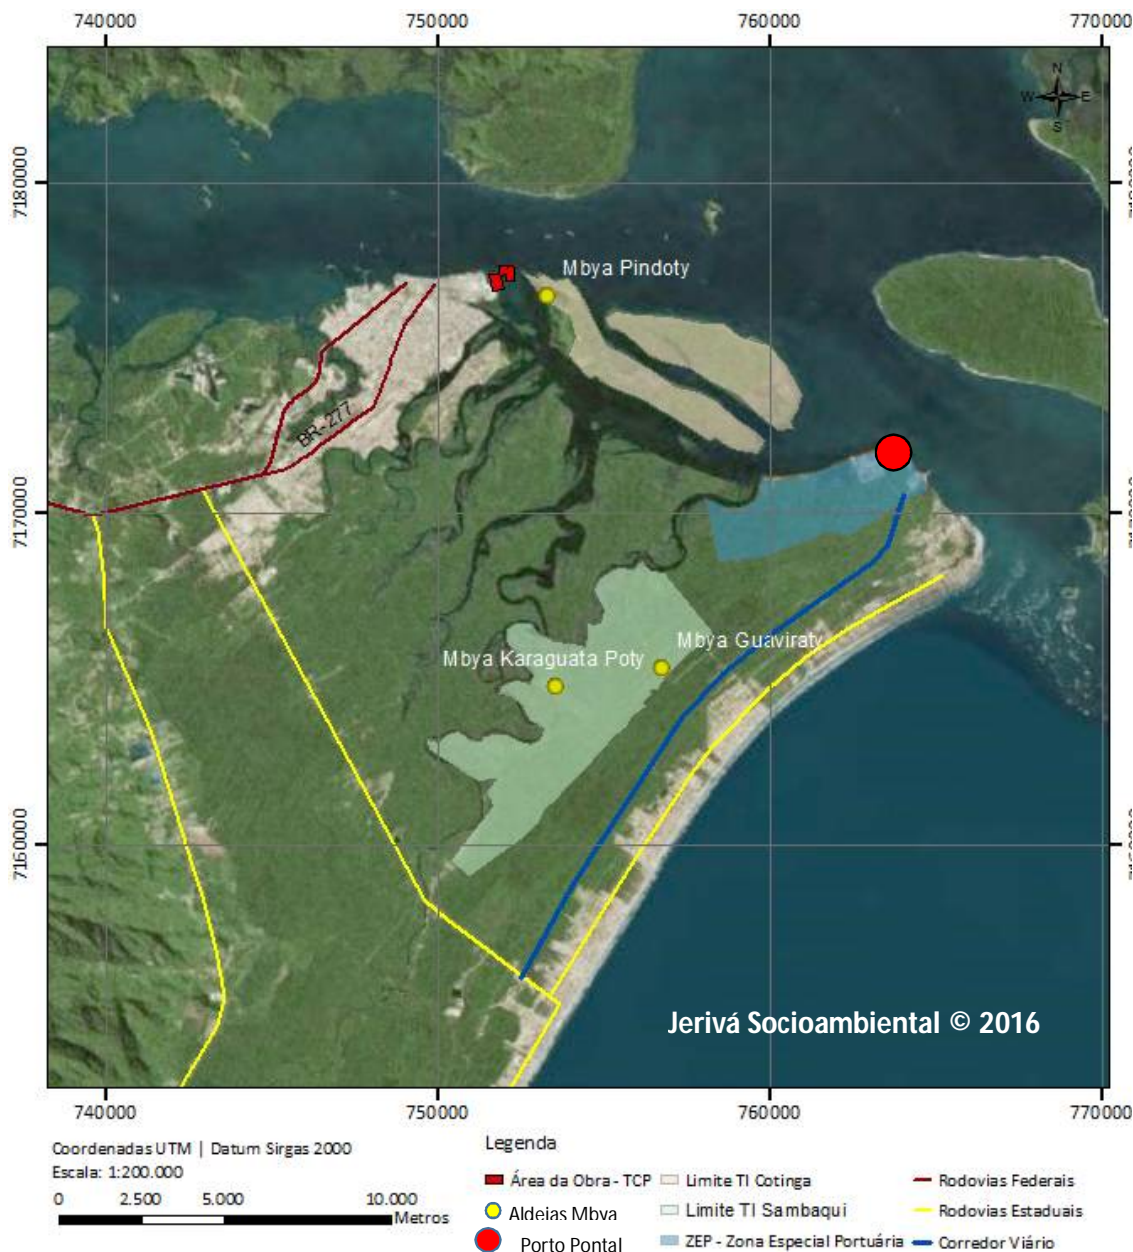 740000 750000 760000 770000
N
W E
S
7180000
Mbya Pindoty
BR-277
7170000
Mbya Guaviraty
Mbya Karaguata Poty
7160000
Jerivá Socioambiental © 2016
740000 750000 760000 770000
Coordenadas UTM | Datum Sirgas 2000
Escala: 1:200.000
0 2.500 5.000 10.000
Metros
Legenda
Área da Obra - TCP
Aldeias Mbya
Porto Pontal
Limite TI Cotinga
Limite TI Sambaqui
ZEP - Zona Especial Portuária
Rodovias Federais
Rodovias Estaduais
Corredor Viário